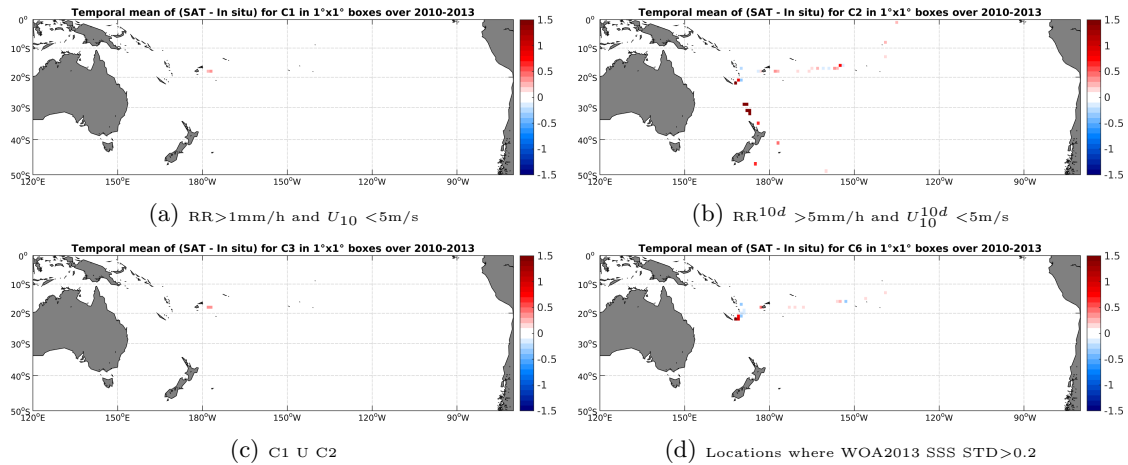 Temporal mean of (SAT - In situ) for C1 in 1°x1° boxes over 2010-2013
0°
10°S
20°S
30°S
40°S
50°S
120°E 150°E 180°W 150°W 120°W 90°W
1.5
1
0.5
0
-0.5
-1
-1.5
(a) RR>1mm/h and U10 <5m/s
Temporal mean of (SAT - In situ) for C2 in 1°x1° boxes over 2010-2013
0°
10°S
20°S
30°S
40°S
50°S
120°E 150°E 180°W 150°W 120°W 90°W
1.5
1
0.5
0
-0.5
-1
-1.5
(b) RR^10d >5mm/h and U_10^10d <5m/s
Temporal mean of (SAT - In situ) for C3 in 1°x1° boxes over 2010-2013
0°
10°S
20°S
30°S
40°S
50°S
120°E 150°E 180°W 150°W 120°W 90°W
1.5
1
0.5
0
-0.5
-1
-1.5
(c) C1 U C2
Temporal mean of (SAT - In situ) for C6 in 1°x1° boxes over 2010-2013
0°
10°S
20°S
30°S
40°S
50°S
120°E 150°E 180°W 150°W 120°W 90°W
1.5
1
0.5
0
-0.5
-1
-1.5
(d) Locations where WOA2013 SSS STD>0.2